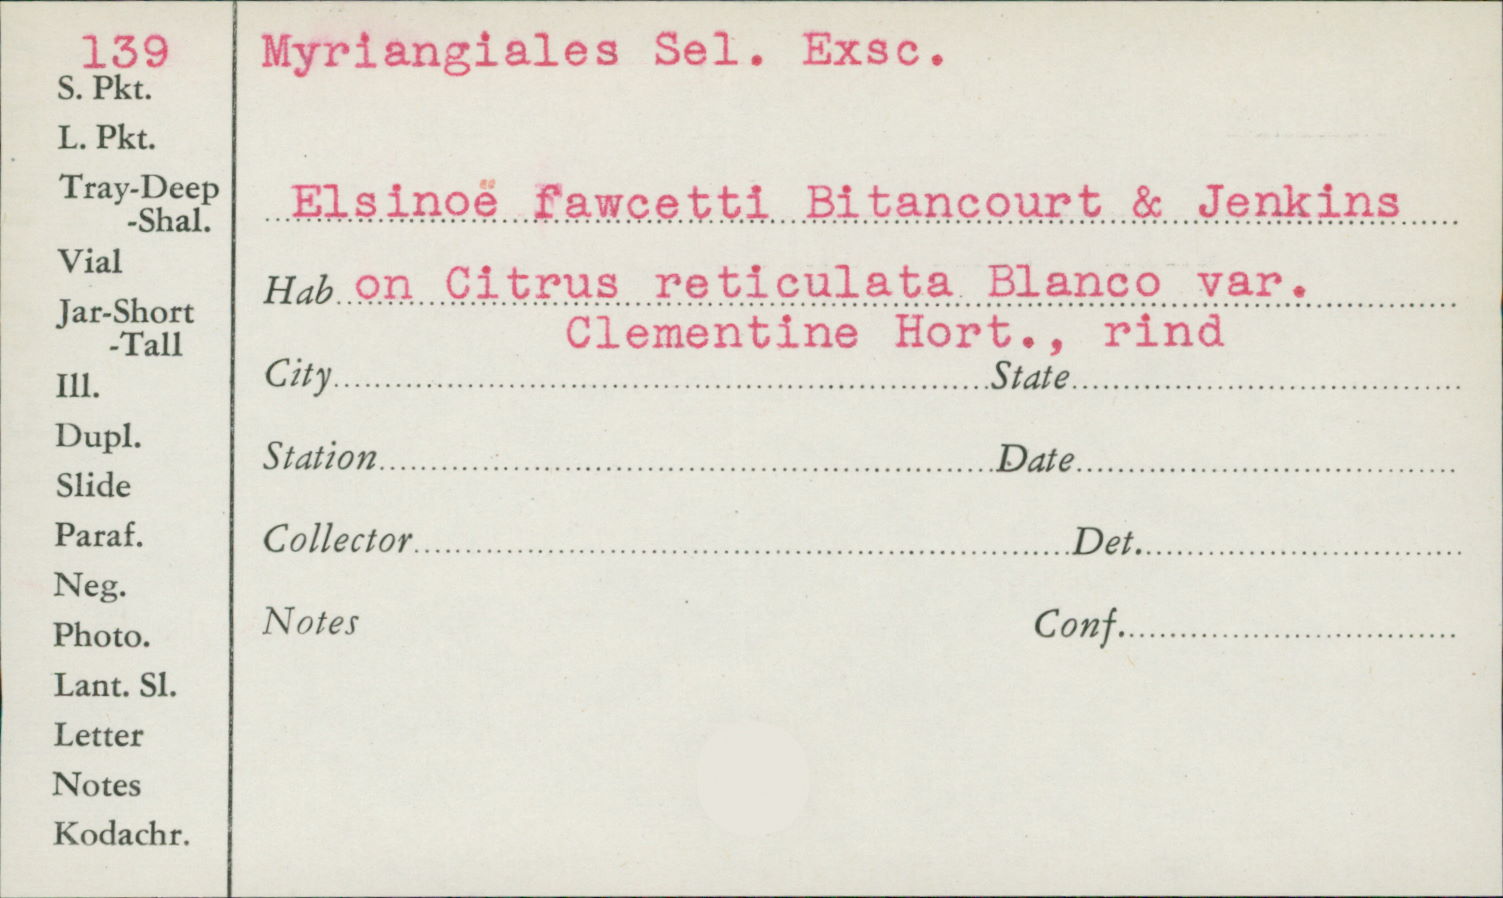 139
S. Pkt.
L. Pkt.
Tray-Deep
-Shal.
Vial
Jar-Short
-Tall
Ill.
Dupl.
Slide
Paraf.
Neg.
Photo.
Lant. Sl.
Letter
Notes
Kodachr.
Myriangiales Sel. Exsc.
Elsinoë fawcetti Bitancourt & Jenkins
Hab. on Citrus reticulata Blanco var.
Clementine Hort., rind
City State
Station Date
Collector Det.
Notes Conf.